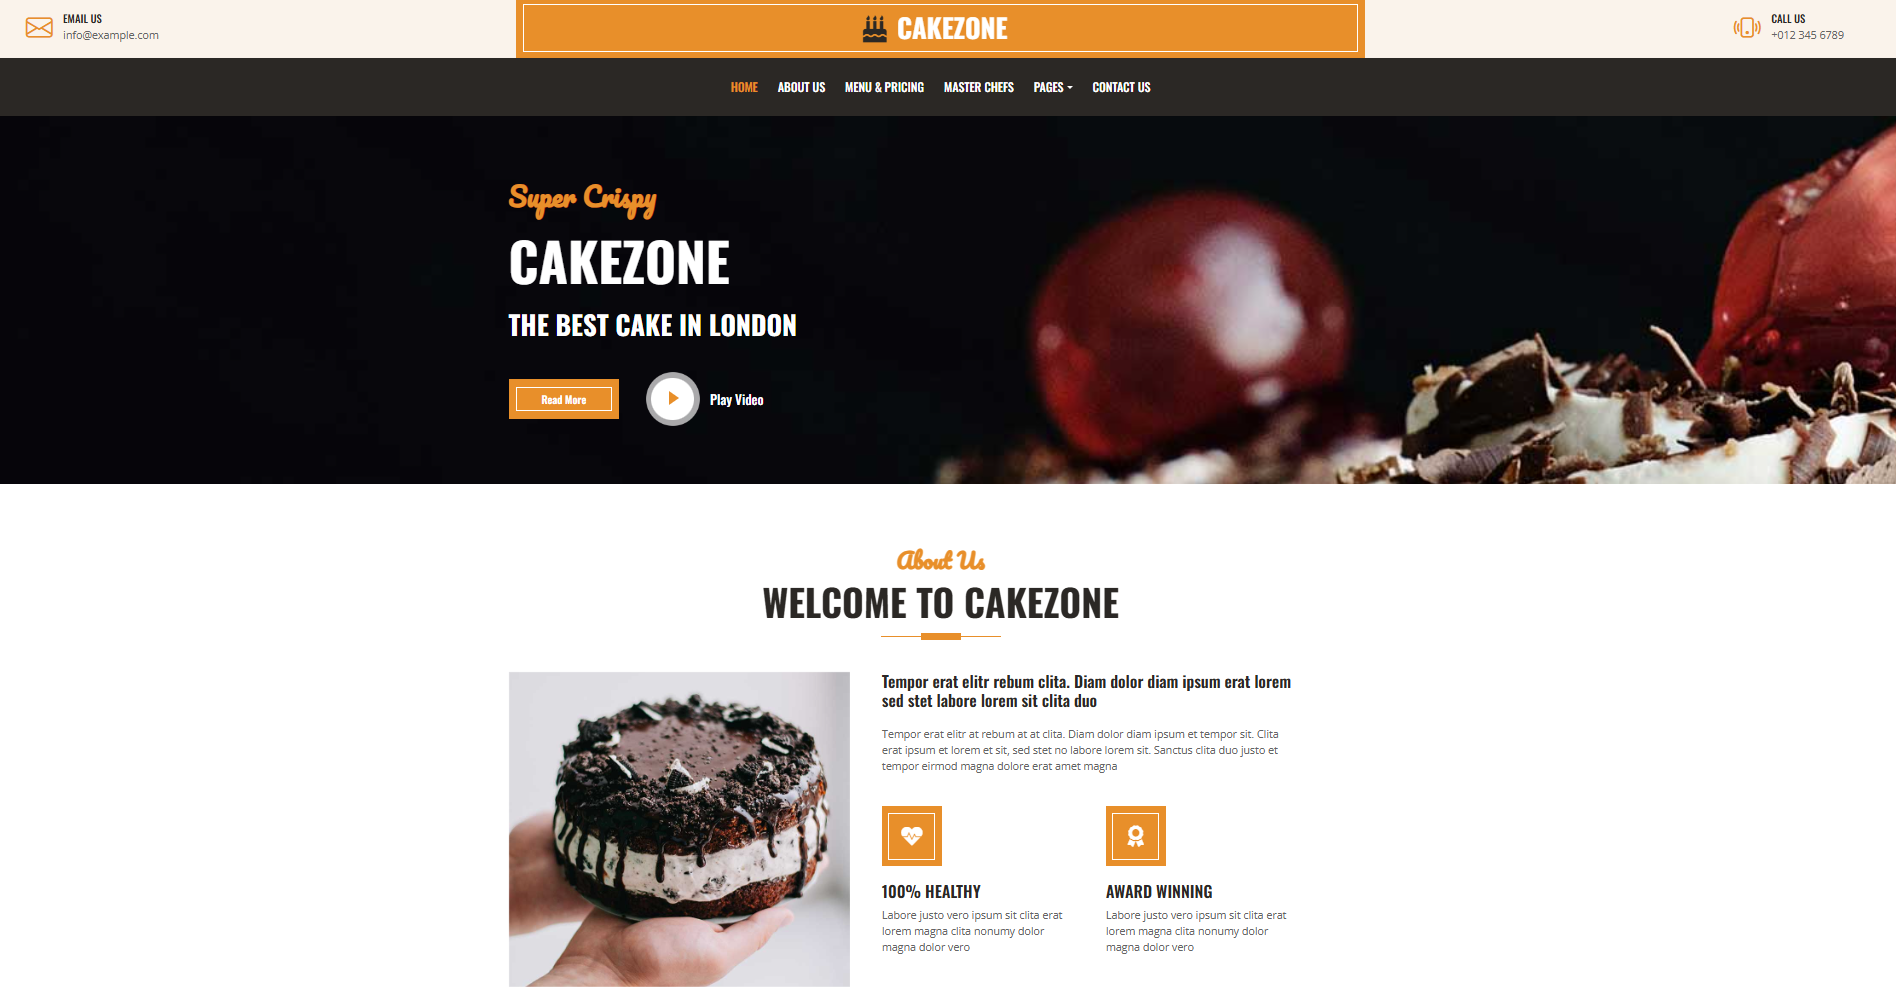 EMAIL US
info@example.com
CAKEZONE
CALL US
+012 345 6789
HOME ABOUT US MENU & PRICING MASTER CHEFS PAGES CONTACT US
Super Crispy
CAKEZONE
THE BEST CAKE IN LONDON
Read More
Play Video
About Us
WELCOME TO CAKEZONE
Tempor erat elitr rebum clita. Diam dolor diam ipsum erat lorem
sed stet labore lorem sit clita duo
Tempor erat elitr at rebum at at clita. Diam dolor diam ipsum et tempor sit. Clita
erat ipsum et lorem et sit, sed stet no labore lorem sit. Sanctus clita duo justo et
tempor eirmod magna dolore erat amet magna
100% HEALTHY
Labore justo vero ipsum sit clita erat
lorem magna clita nonumy dolor
magna dolor vero
AWARD WINNING
Labore justo vero ipsum sit clita erat
lorem magna clita nonumy dolor
magna dolor vero